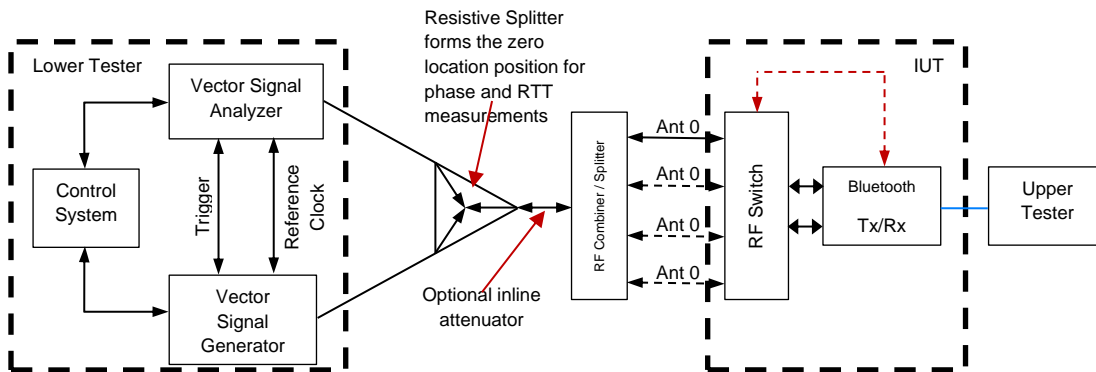 Lower Tester
Vector Signal
Analyzer
Control
System
Trigger
Reference
Clock
Vector
Signal
Generator
Resistive Splitter
forms the zero
location position for
phase and RTT
measurements
Optional inline
attenuator
RF Combiner / Splitter
Ant 0
Ant 0
Ant 0
Ant 0
IUT
RF Switch
Bluetooth
Tx/Rx
Upper
Tester